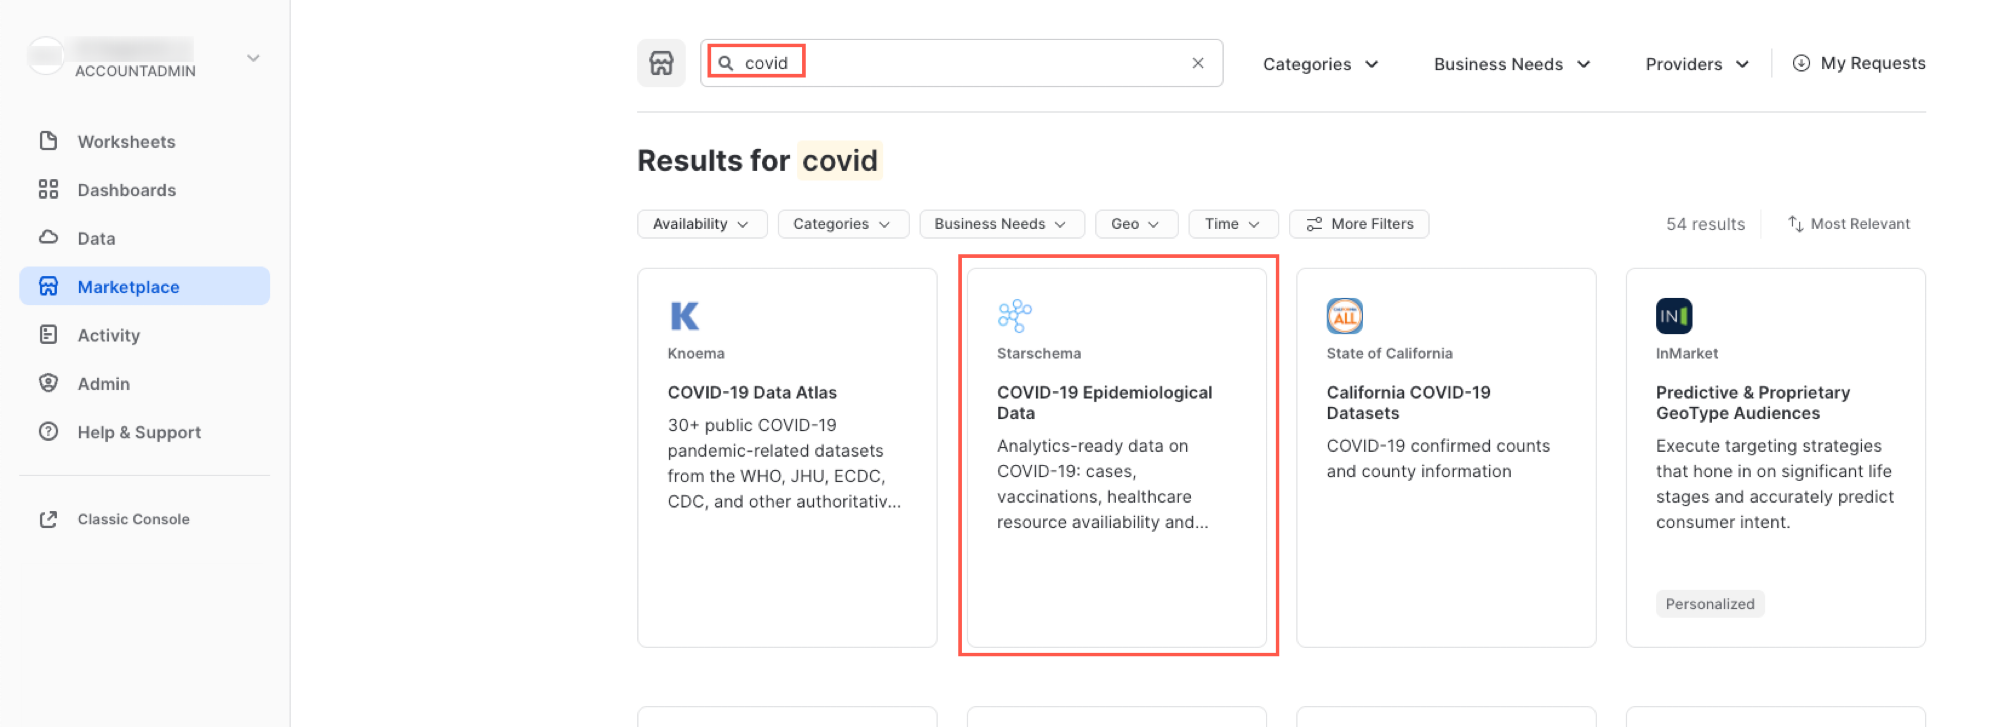 ACCOUNTADMIN
Worksheets
Dashboards
Data
Marketplace
Activity
Admin
Help & Support
Classic Console
covid
Categories
Business Needs
Providers
My Requests
Results for covid
Availability
Categories
Business Needs
Geo
Time
More Filters
54 results
Most Relevant
K
Knoema
COVID-19 Data Atlas
30+ public COVID-19
pandemic-related datasets
from the WHO, JHU, ECDC,
CDC, and other authoritativ...
Starschema
COVID-19 Epidemiological
Data
Analytics-ready data on
COVID-19: cases,
vaccinations, healthcare
resource availiability and...
ALL
State of California
California COVID-19
Datasets
COVID-19 confirmed counts
and county information
IN
InMarket
Predictive & Proprietary
GeoType Audiences
Execute targeting strategies
that hone in on significant life
stages and accurately predict
consumer intent.
Personalized